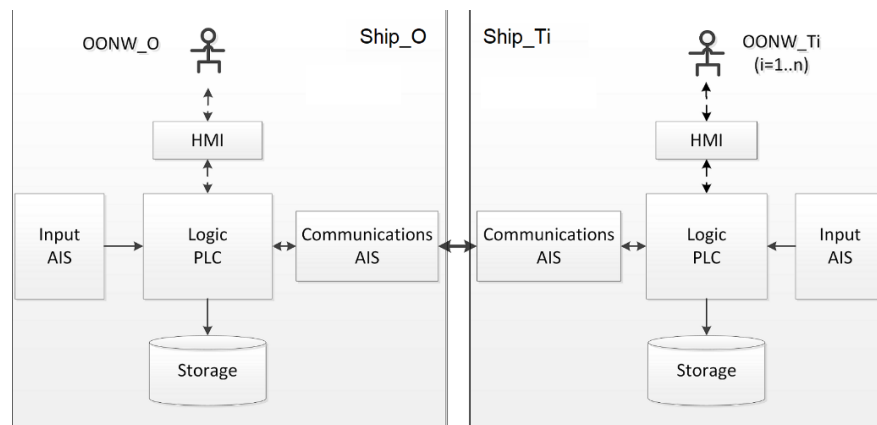 OONW_O
Ship_O
HMI
Input
AIS
Logic
PLC
Communications
AIS
Storage
Ship_Ti
OONW_Ti
(i=1..n)
HMI
Communications
AIS
Logic
PLC
Input
AIS
Storage